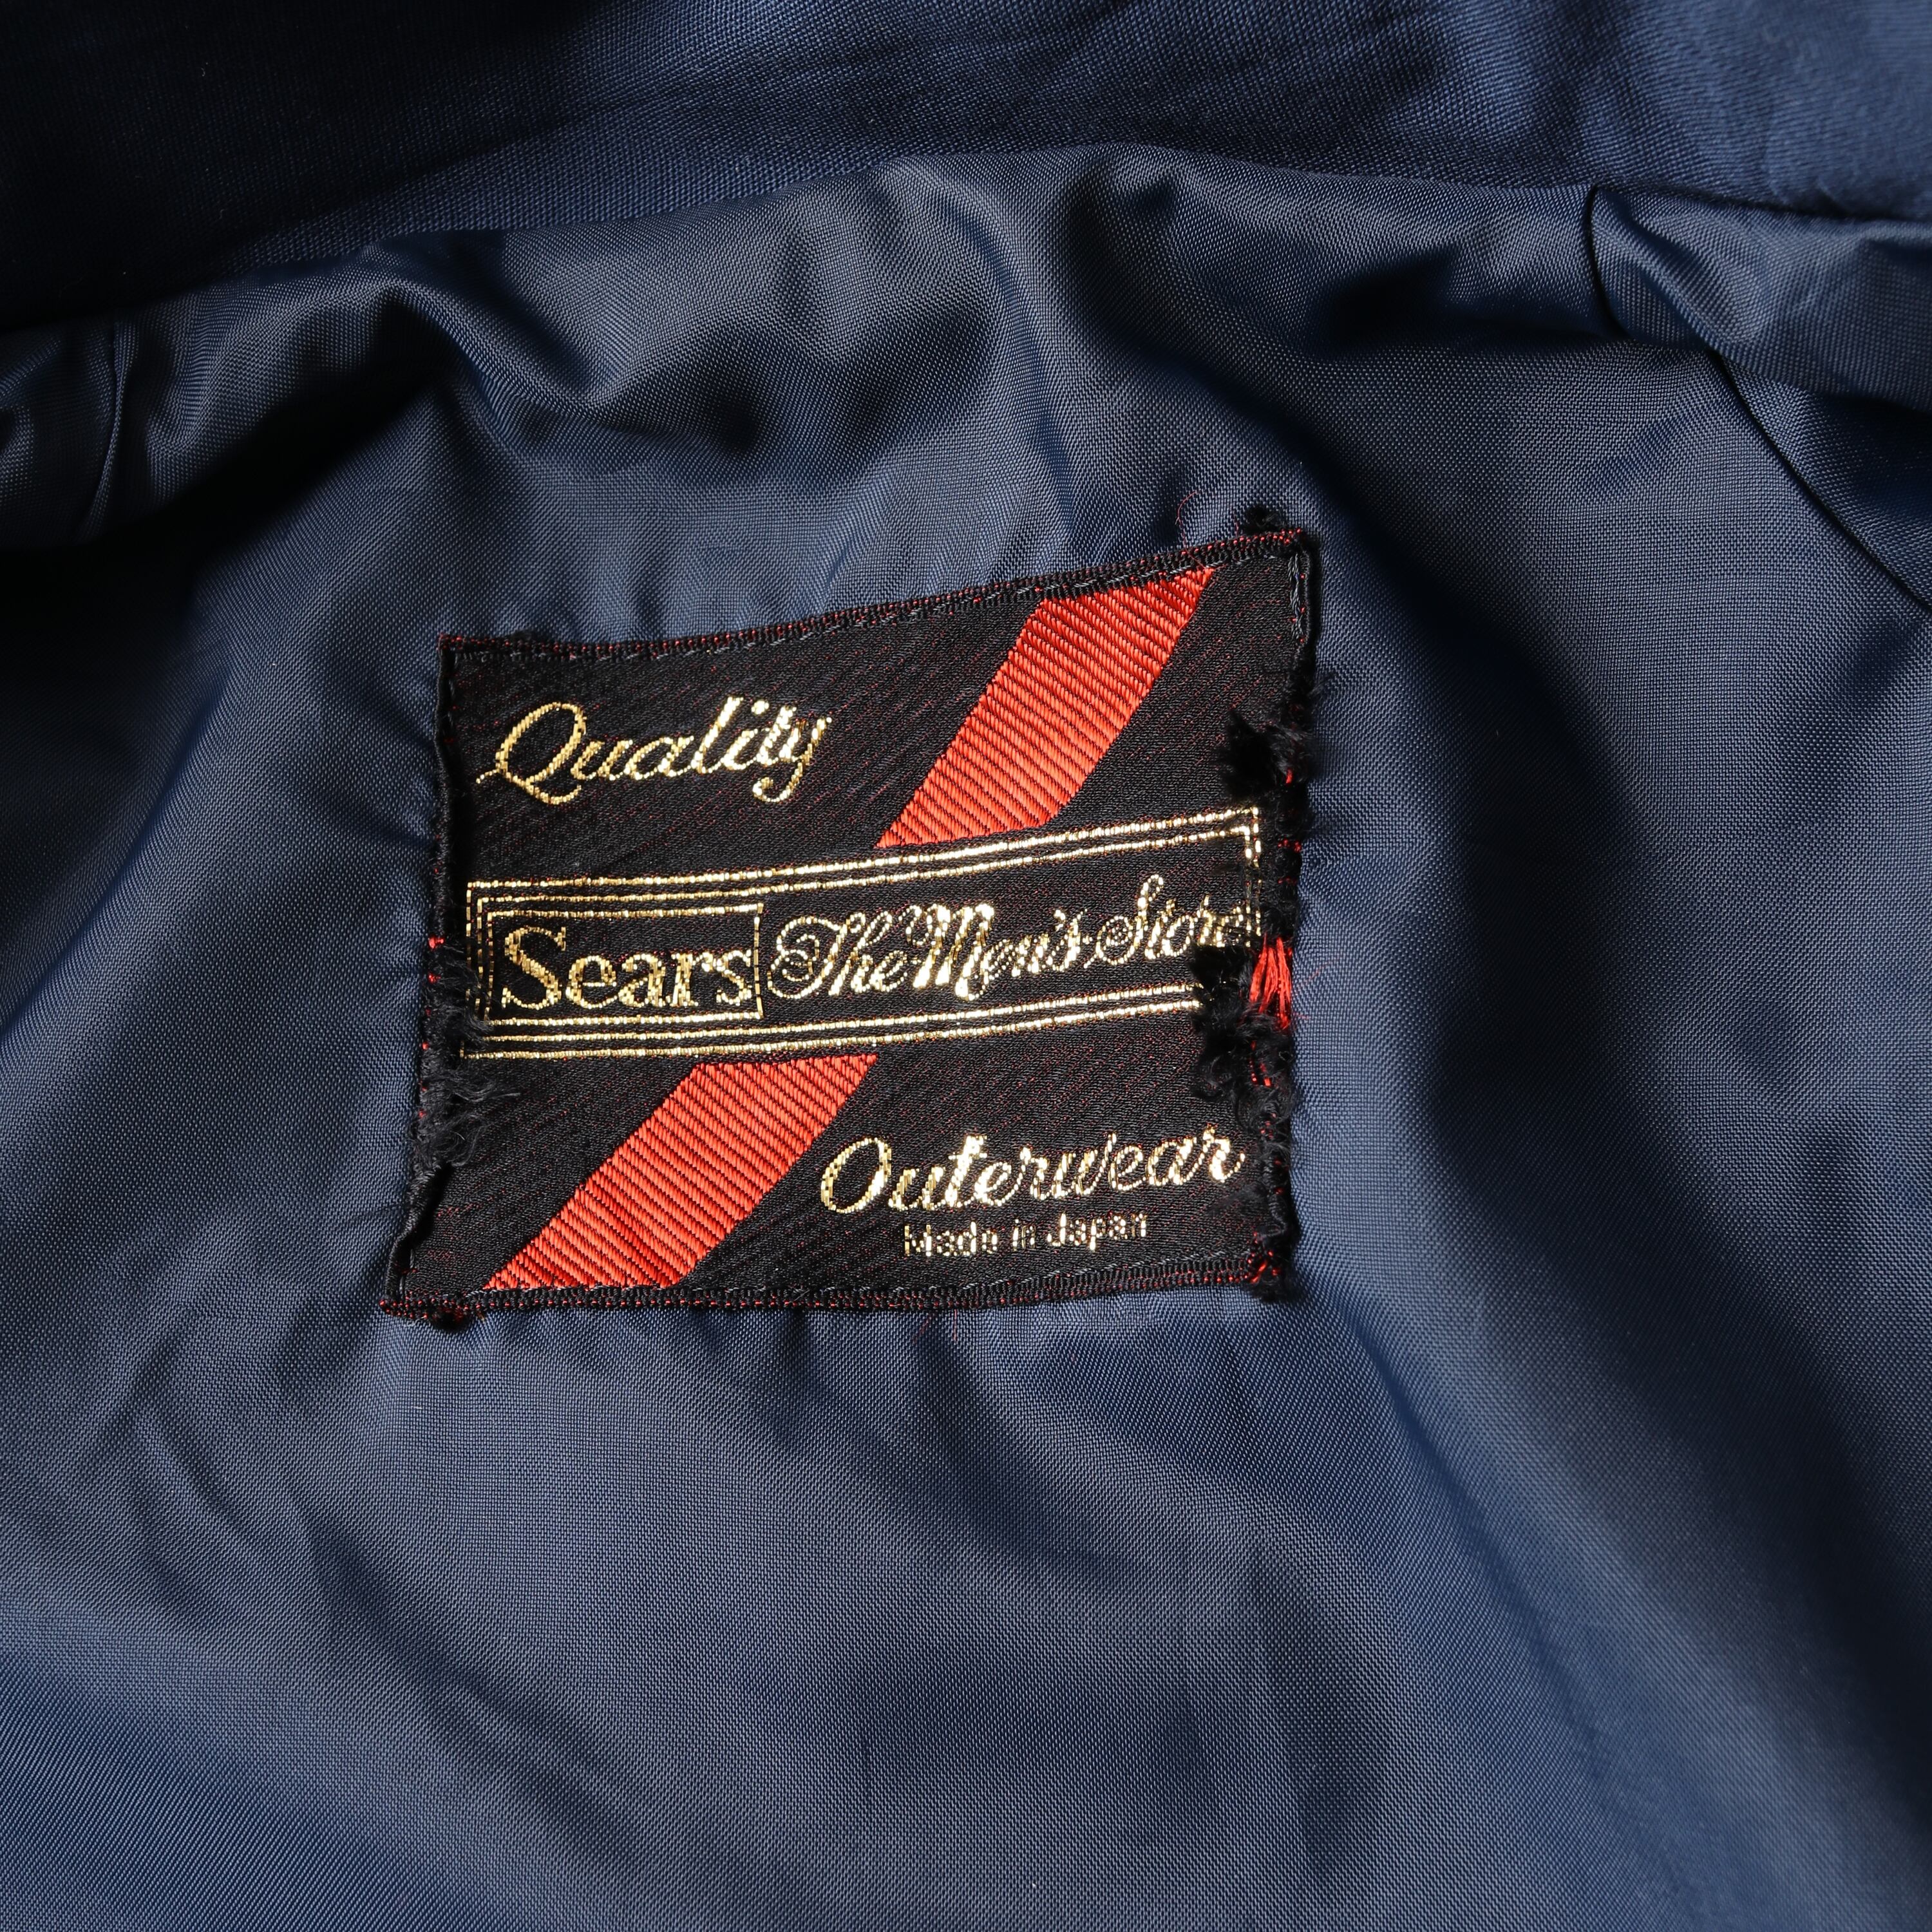 Quality
Sears The Men's Store
Outerwear
Made in Japan